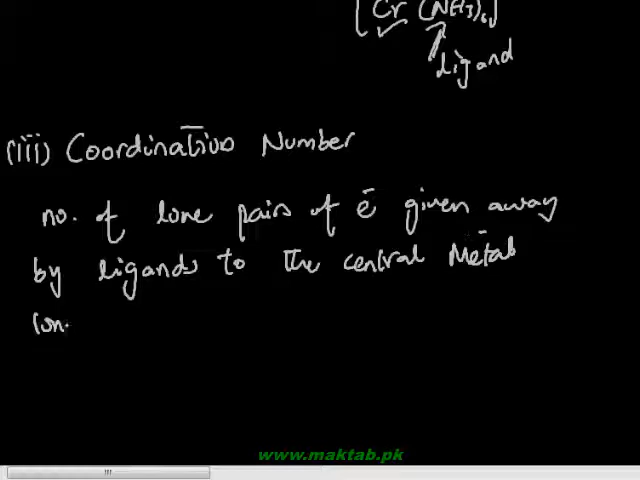 [Cr (NH3)6]
ligand
(iii) Coordination Number
no. of lone pairs of ē given away
by ligands to the central Metal
ion.
www.maktab.pk